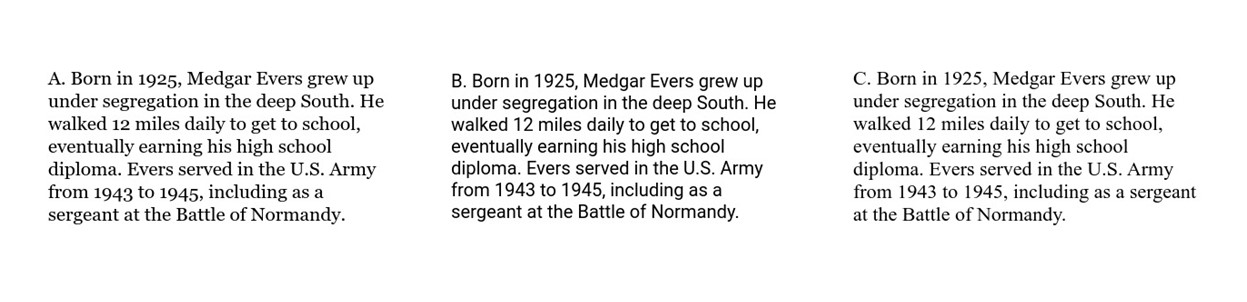 A. Born in 1925, Medgar Evers grew up
under segregation in the deep South. He
walked 12 miles daily to get to school,
eventually earning his high school
diploma. Evers served in the U.S. Army
from 1943 to 1945, including as a
sergeant at the Battle of Normandy.
B. Born in 1925, Medgar Evers grew up
under segregation in the deep South. He
walked 12 miles daily to get to school,
eventually earning his high school
diploma. Evers served in the U.S. Army
from 1943 to 1945, including as a
sergeant at the Battle of Normandy.
C. Born in 1925, Medgar Evers grew up
under segregation in the deep South. He
walked 12 miles daily to get to school,
eventually earning his high school
diploma. Evers served in the U.S. Army
from 1943 to 1945, including as a sergeant
at the Battle of Normandy.